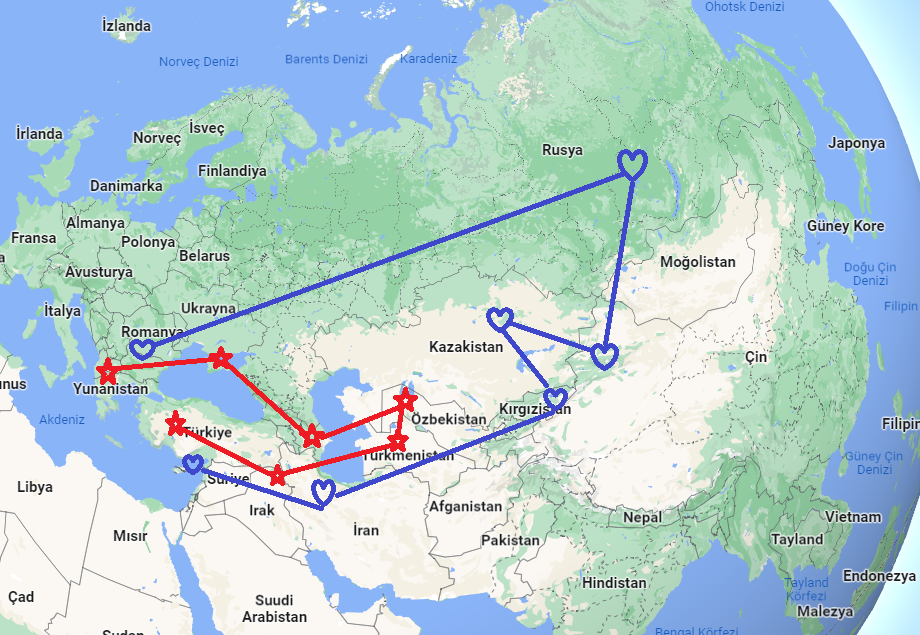 Ohotsk Denizi
İzlanda
Norveç Denizi
Barents Denizi
Karadeniz
İrlanda
Norveç
İsveç
Rusya
Japonya
Finlandiya
Danimarka
Almanya
Fransa
Polonya
Güney Kore
Belarus
Moğolistan
Avusturya
Doğu Çin
Denizi
İtalya
Ukrayna
Filipin
Romanya
Kazakistan
Çin
nus
Yunanistan
Kırgızistan
Akdeniz
Özbekistan
Filipin
Türkiye
Türkmenistan
Güney Çin
Denizi
Suriye
Libya
Irak
Afganistan
Nepal
Vietnam
Mısır
İran
Pakistan
Tayland
Hindistan
Tayland
Körfezi
Endonezya
Çad
Suudi
Arabistan
Malezya
Sudan
Bengal Körfezi